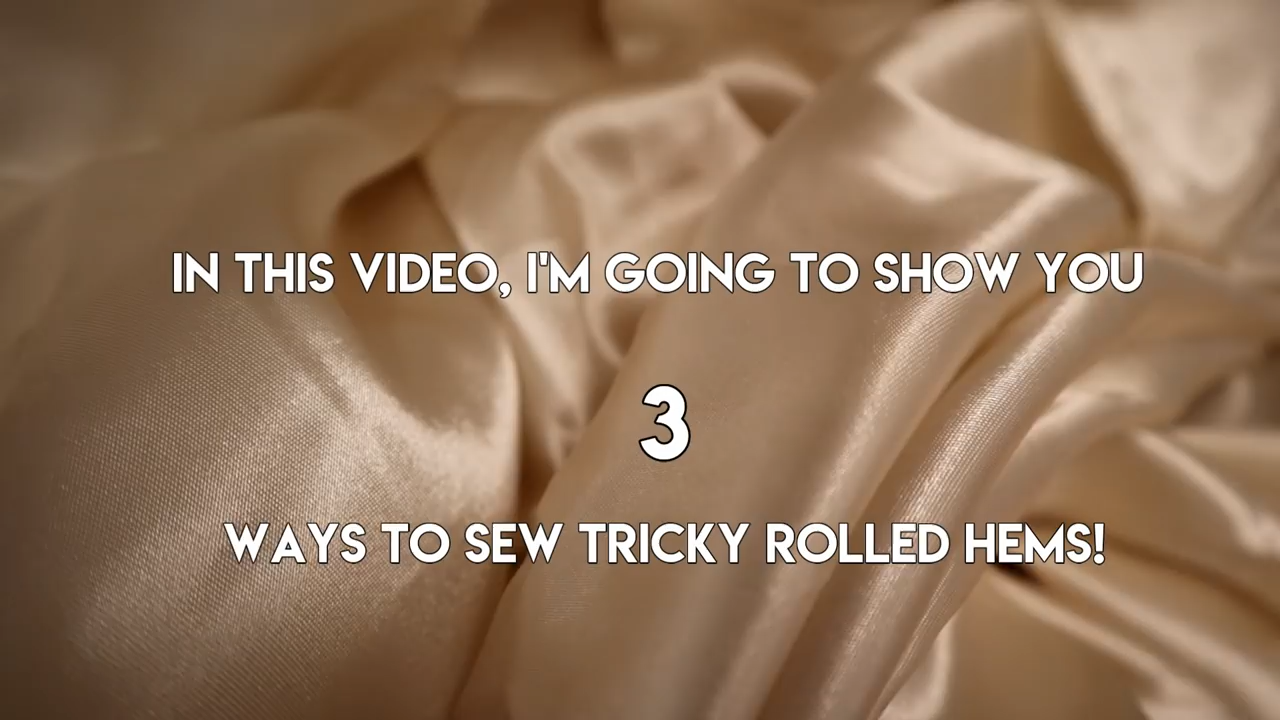 IN THIS VIDEO, I'M GOING TO SHOW YOU
3
WAYS TO SEW TRICKY ROLLED HEMS!